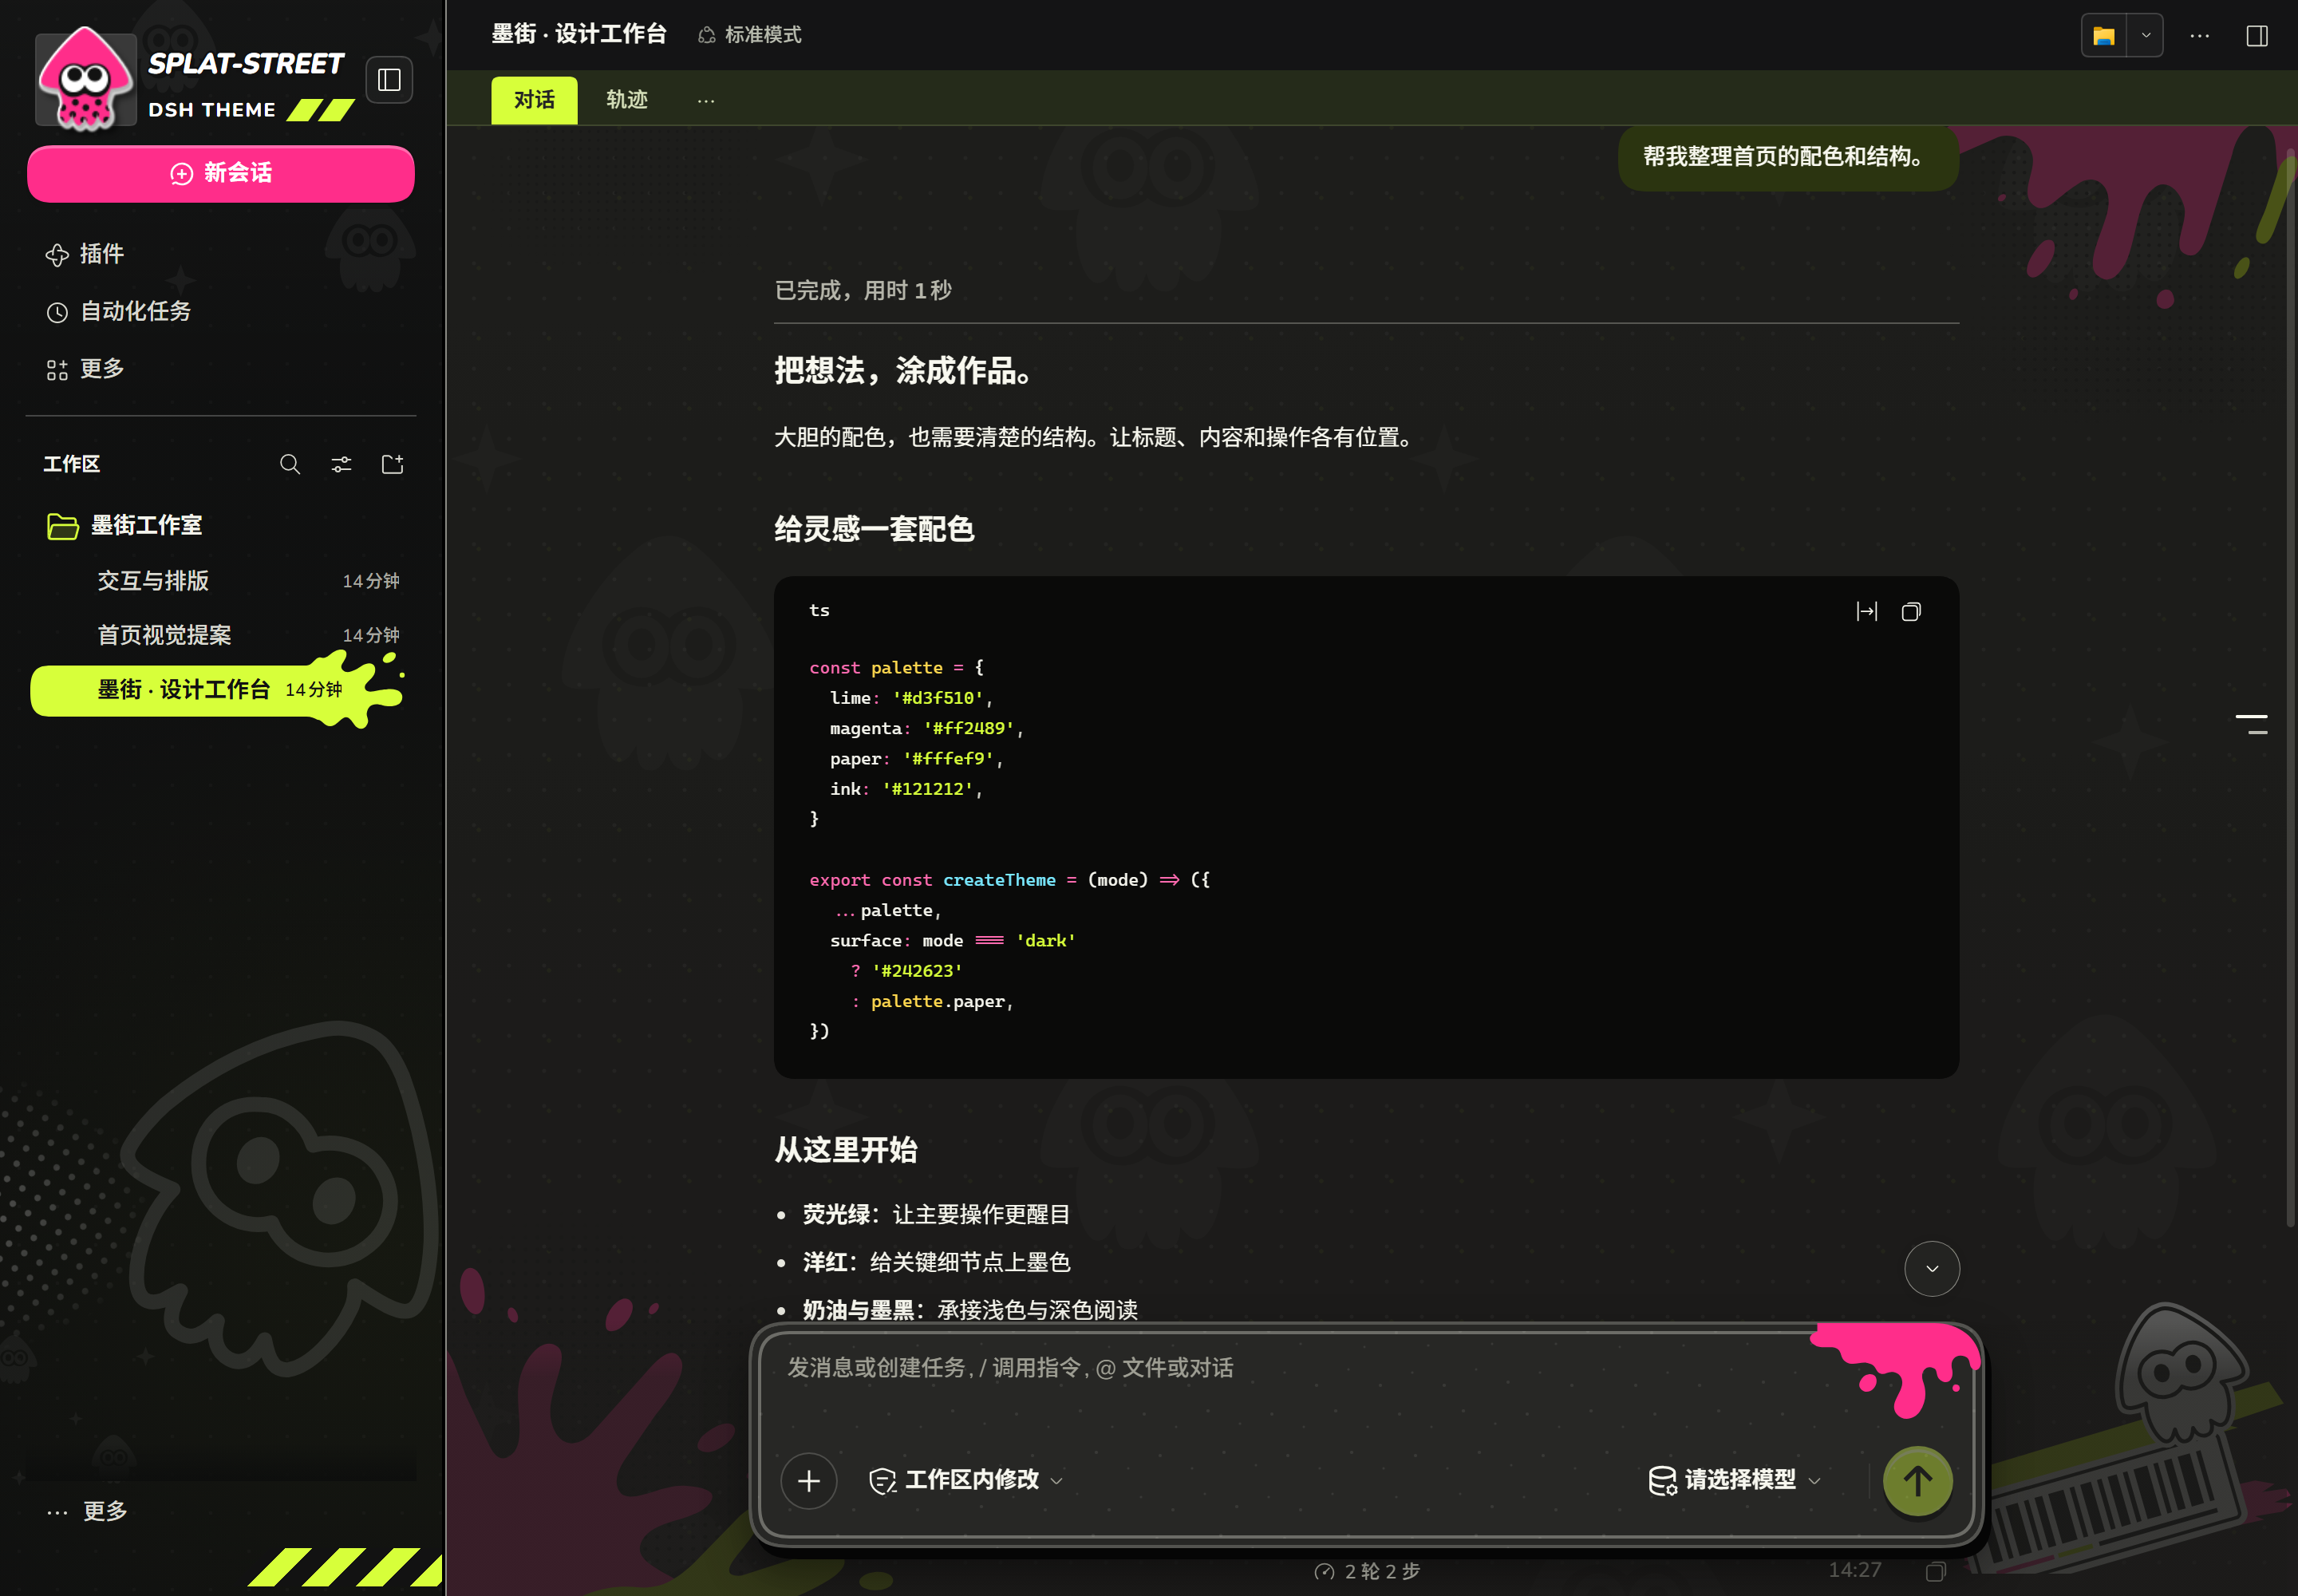 SPLAT-STREET
DSH THEME
新会话
插件
自动化任务
更多
工作区
墨街工作室
交互与排版 14分钟
首页视觉提案 14分钟
墨街 · 设计工作台 14分钟
... 更多
墨街 · 设计工作台 标准模式
对话 轨迹 ...
帮我整理首页的配色和结构。
已完成，用时 1 秒
把想法，涂成作品。
大胆的配色，也需要清楚的结构。让标题、内容和操作各有位置。
给灵感一套配色
ts
const palette = {
  lime: '#d3f510',
  magenta: '#ff2489',
  paper: '#fffef9',
  ink: '#121212',
}
export const createTheme = (mode) => ({
  ...palette,
  surface: mode === 'dark'
    ? '#242623'
    : palette.paper,
})
从这里开始
• 荧光绿：让主要操作更醒目
• 洋红：给关键细节点上墨色
• 奶油与墨黑：承接浅色与深色阅读
发消息或创建任务, / 调用指令, @ 文件或对话
工作区内修改 请选择模型
2 轮 2 步 14:27